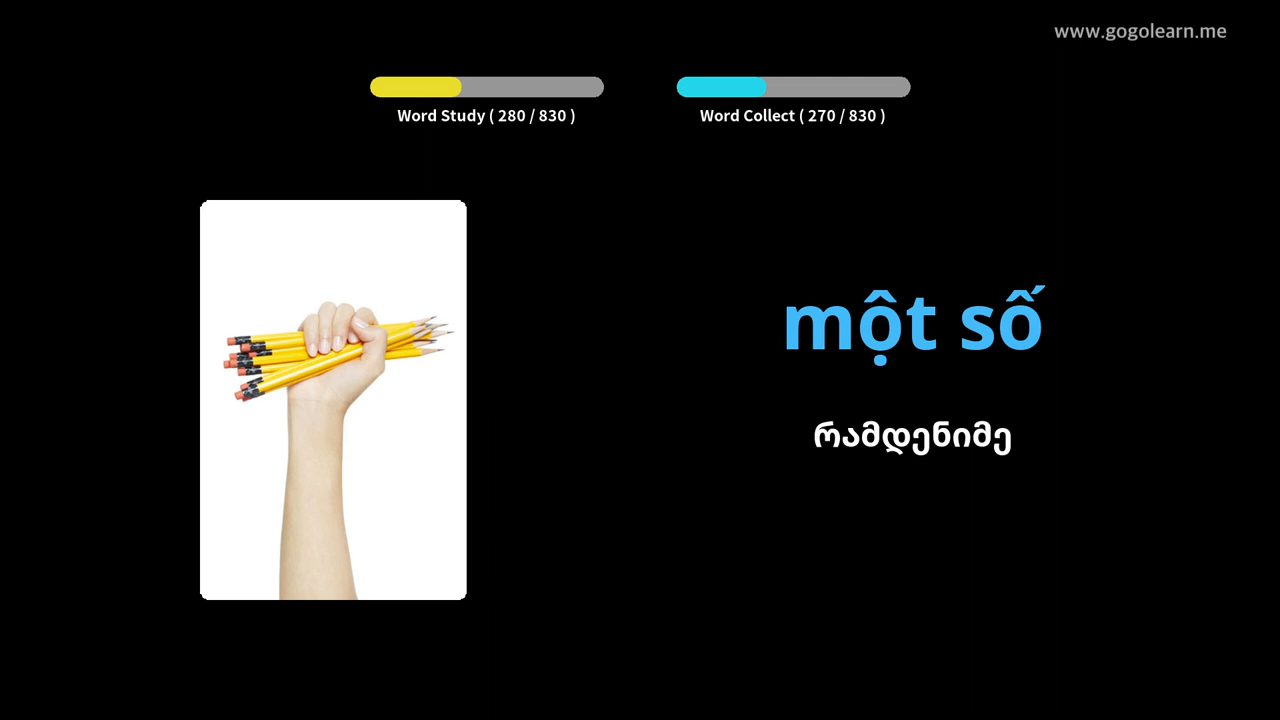 www.gogolearn.me
Word Study ( 280 / 830 )
Word Collect ( 270 / 830 )
một số
რამდენიმე